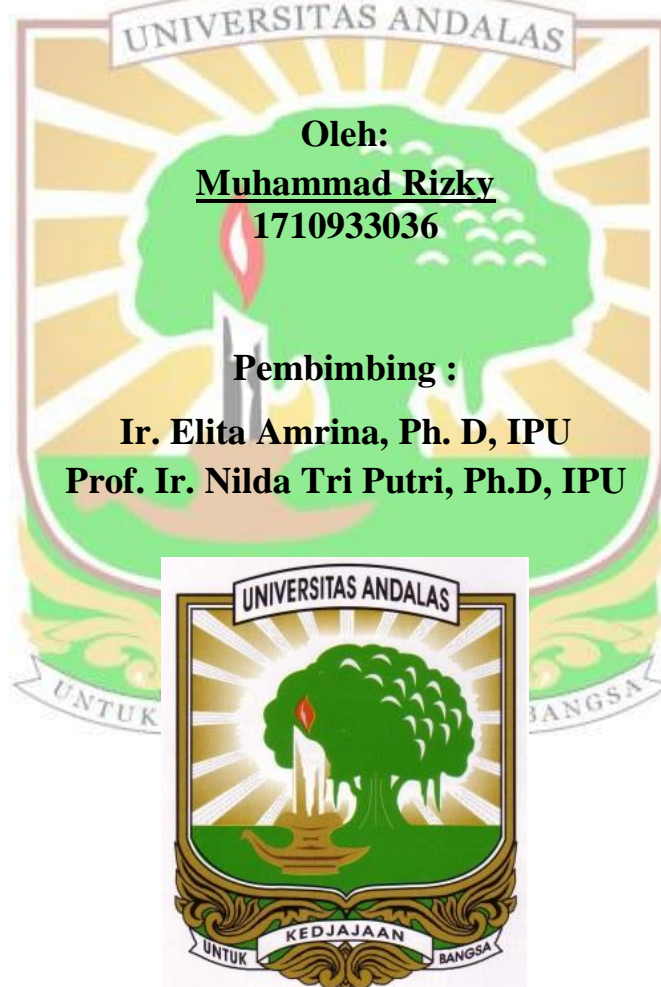 UNIVERSITAS ANDALAS
Oleh:
Muhammad Rizky
1710933036
Pembimbing :
Ir. Elita Amrina, Ph. D, IPU
Prof. Ir. Nilda Tri Putri, Ph.D, IPU
UNIVERSITAS ANDALAS
UNTUK BANGSA
UNTUK KEDJAJAAN BANGSA